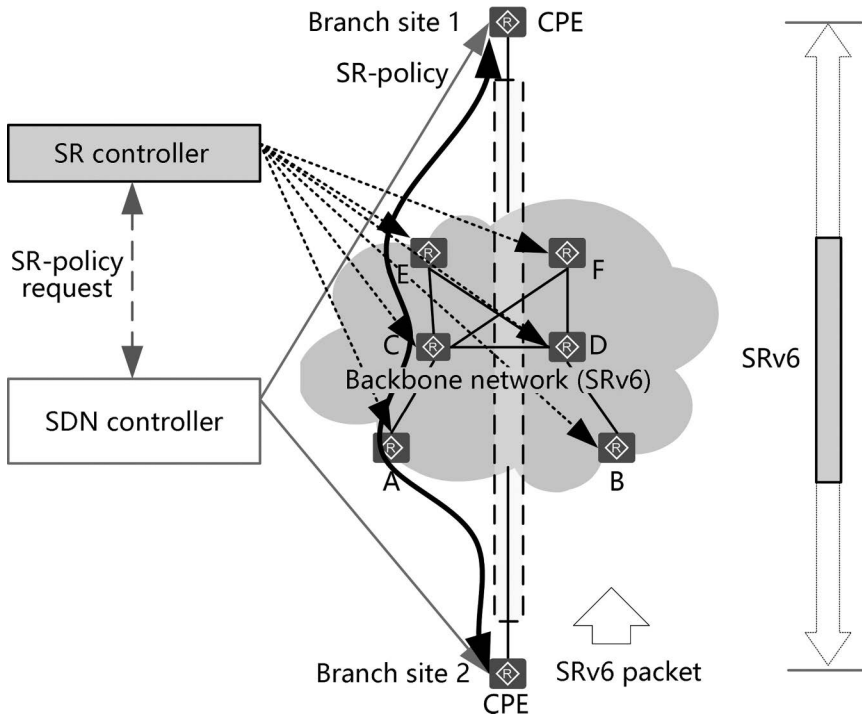 Branch site 1
CPE
SR-policy
SR controller
SR-policy
request
E
F
C
D
SRv6
Backbone network (SRv6)
SDN controller
A
B
Branch site 2
SRv6 packet
CPE
R
R
R
R
R
R
R
R